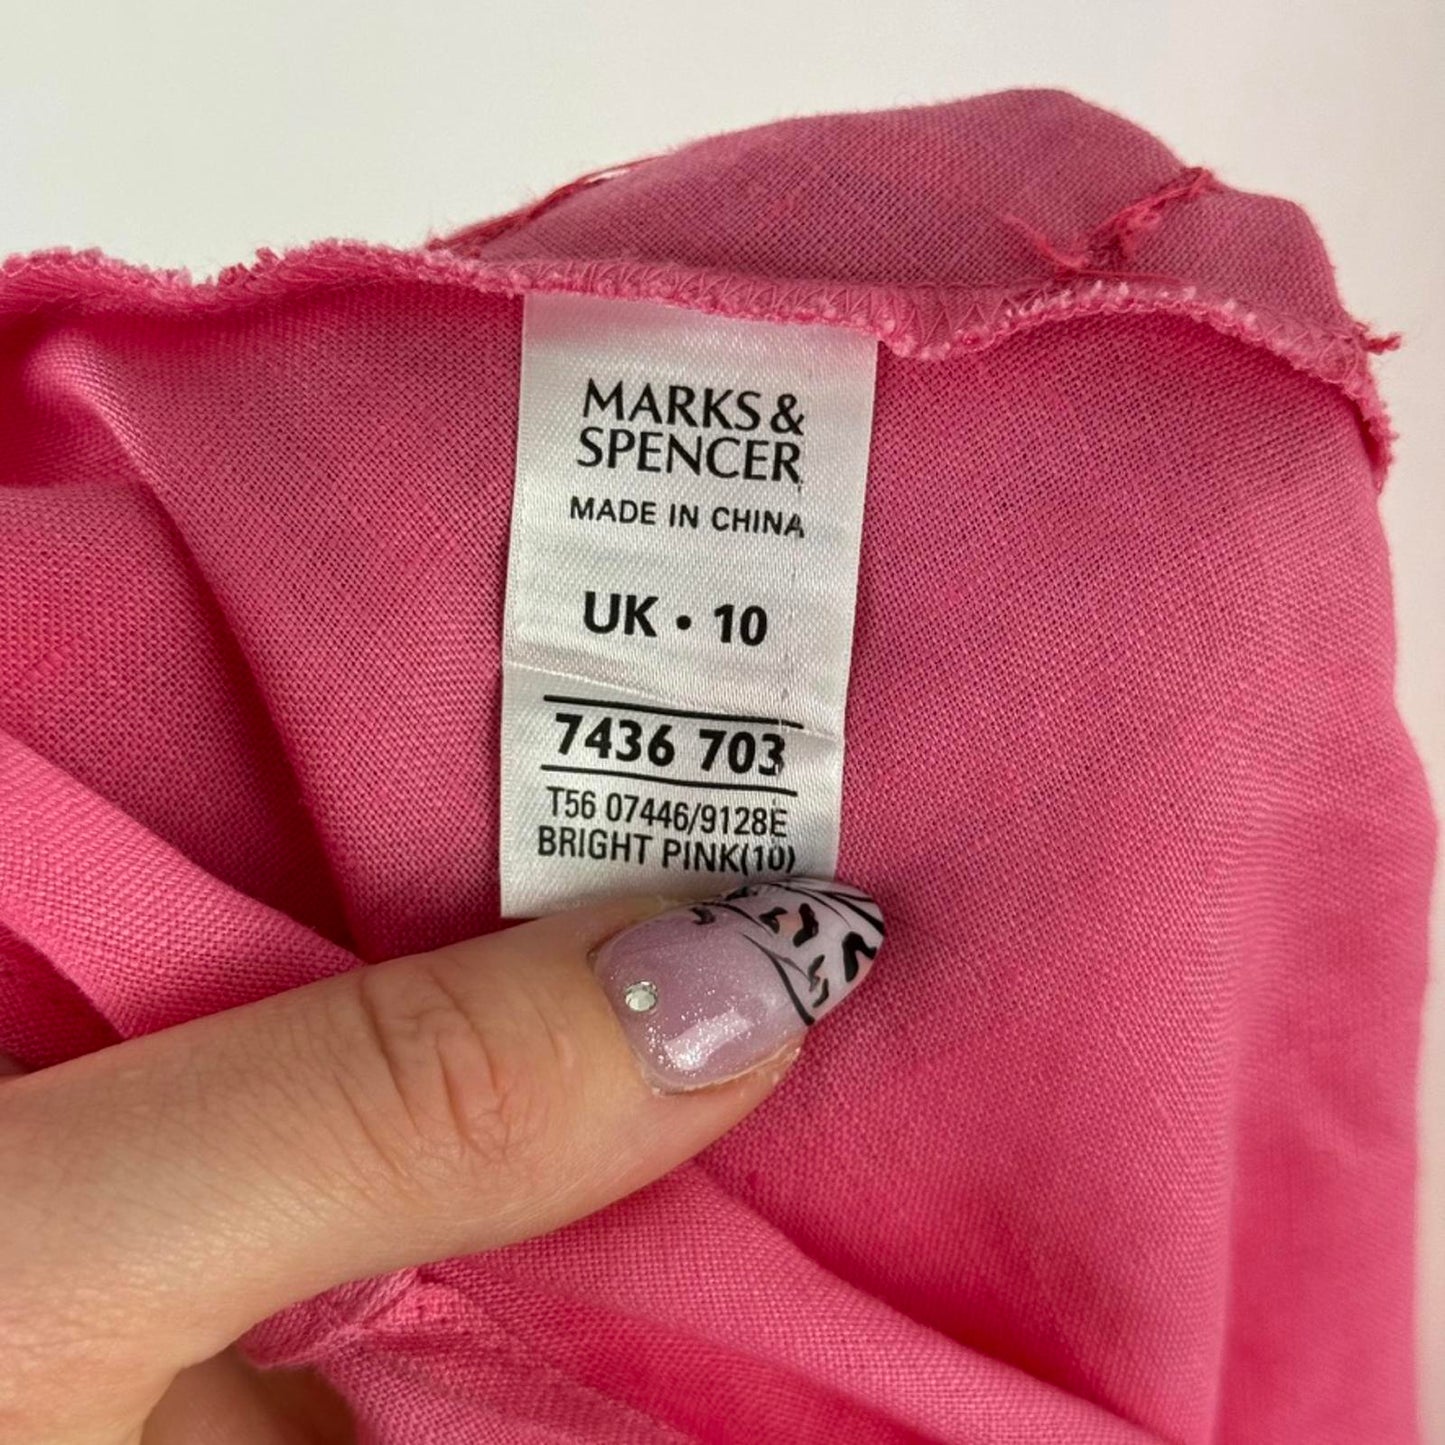 MARKS &
SPENCER
MADE IN CHINA
UK • 10
7436 703
T56 07446/9128E
BRIGHT PINK(10)